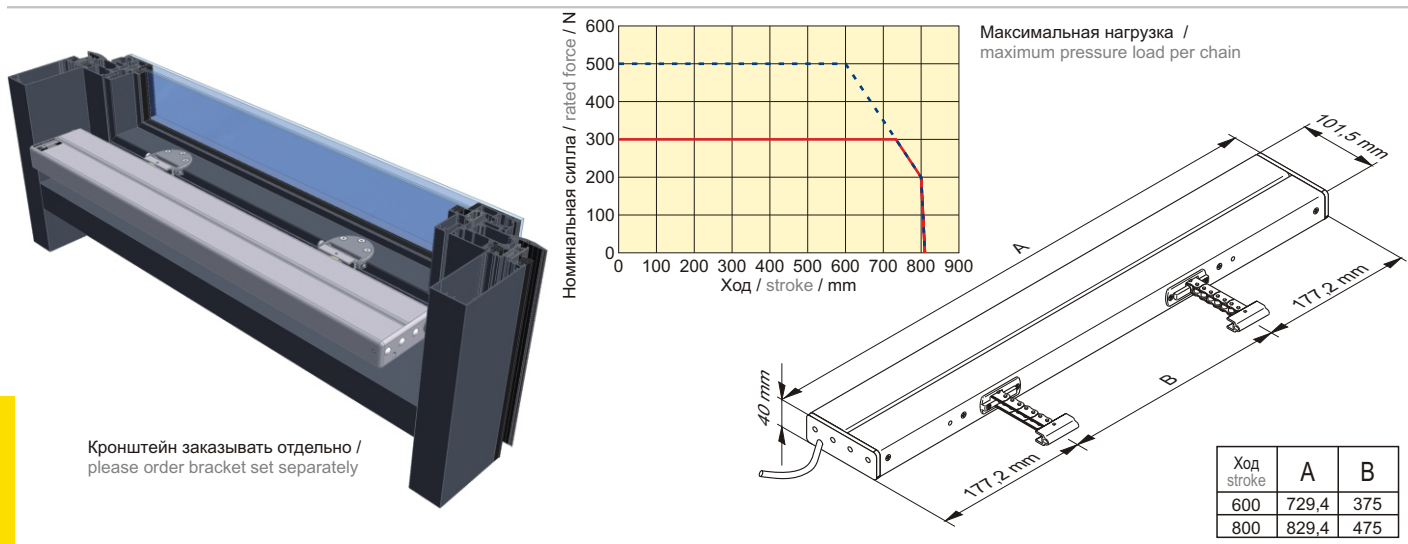 Кронштейн заказывать отдельно /
please order bracket set separately
Номинальная силла / rated force / N
600
500
400
300
200
100
0
0 100 200 300 400 500 600 700 800 900
Ход / stroke / mm
Максимальная нагрузка /
maximum pressure load per chain
101,5 mm
A
177,2 mm
B
40 mm
177,2 mm
Ход
stroke A B
600 729,4 375
800 829,4 475